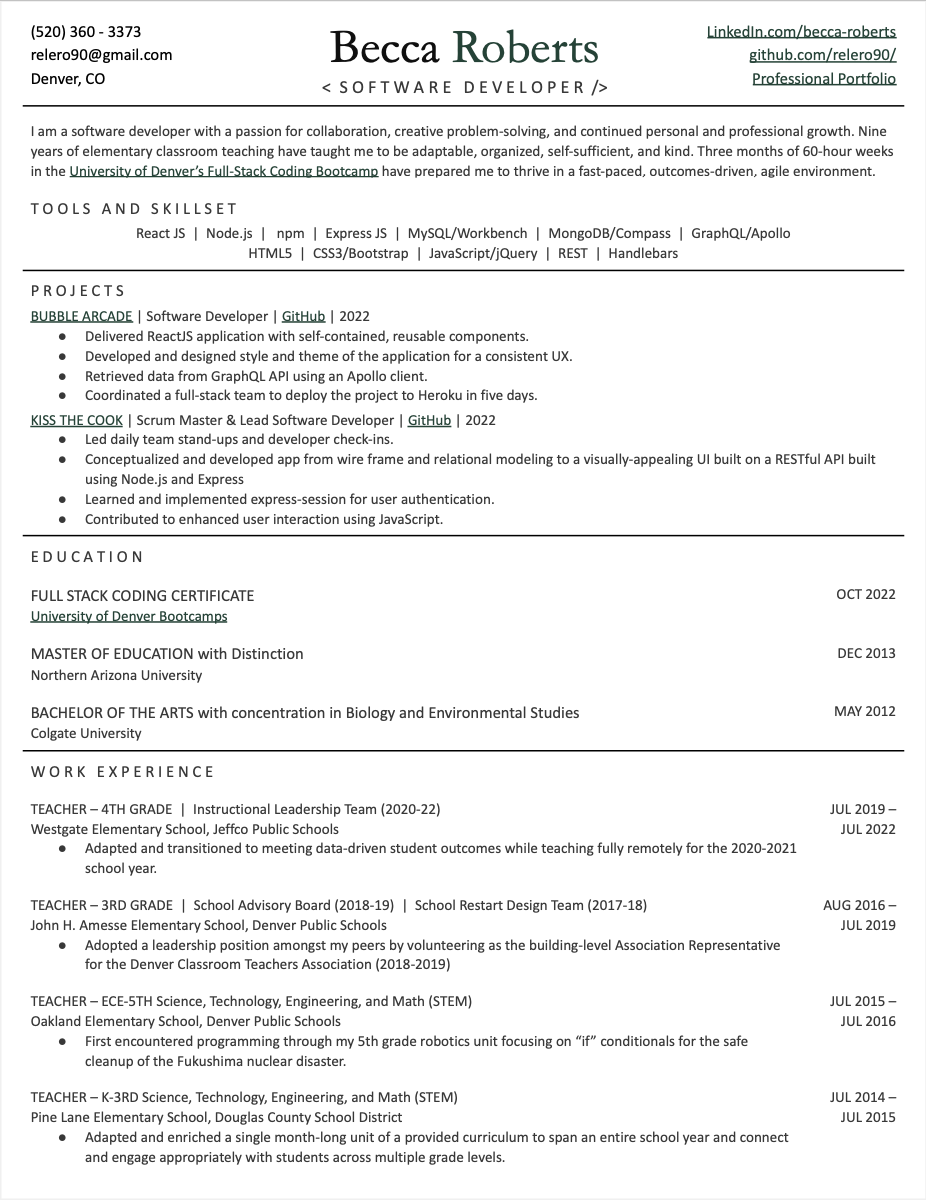 (520) 360 - 3373
relero90@gmail.com
Denver, CO
Becca Roberts
< SOFTWARE DEVELOPER />
LinkedIn.com/becca-roberts
github.com/relero90/
Professional Portfolio
I am a software developer with a passion for collaboration, creative problem-solving, and continued personal and professional growth. Nine
years of elementary classroom teaching have taught me to be adaptable, organized, self-sufficient, and kind. Three months of 60-hour weeks
in the University of Denver’s Full-Stack Coding Bootcamp have prepared me to thrive in a fast-paced, outcomes-driven, agile environment.
TOOLS AND SKILLSET
React JS | Node.js | npm | Express JS | MySQL/Workbench | MongoDB/Compass | GraphQL/Apollo
HTML5 | CSS3/Bootstrap | JavaScript/jQuery | REST | Handlebars
PROJECTS
BUBBLE ARCADE | Software Developer | GitHub | 2022
● Delivered ReactJS application with self-contained, reusable components.
● Developed and designed style and theme of the application for a consistent UX.
● Retrieved data from GraphQL API using an Apollo client.
● Coordinated a full-stack team to deploy the project to Heroku in five days.
KISS THE COOK | Scrum Master & Lead Software Developer | GitHub | 2022
● Led daily team stand-ups and developer check-ins.
● Conceptualized and developed app from wire frame and relational modeling to a visually-appealing UI built on a RESTful API built
using Node.js and Express
● Learned and implemented express-session for user authentication.
● Contributed to enhanced user interaction using JavaScript.
EDUCATION
FULL STACK CODING CERTIFICATE OCT 2022
University of Denver Bootcamps
MASTER OF EDUCATION with Distinction DEC 2013
Northern Arizona University
BACHELOR OF THE ARTS with concentration in Biology and Environmental Studies MAY 2012
Colgate University
WORK EXPERIENCE
TEACHER – 4TH GRADE | Instructional Leadership Team (2020-22) JUL 2019 –
Westgate Elementary School, Jeffco Public Schools JUL 2022
● Adapted and transitioned to meeting data-driven student outcomes while teaching fully remotely for the 2020-2021
school year.
TEACHER – 3RD GRADE | School Advisory Board (2018-19) | School Restart Design Team (2017-18) AUG 2016 –
John H. Amesse Elementary School, Denver Public Schools JUL 2019
● Adopted a leadership position amongst my peers by volunteering as the building-level Association Representative
for the Denver Classroom Teachers Association (2018-2019)
TEACHER – ECE-5TH Science, Technology, Engineering, and Math (STEM) JUL 2015 –
Oakland Elementary School, Denver Public Schools JUL 2016
● First encountered programming through my 5th grade robotics unit focusing on “if” conditionals for the safe
cleanup of the Fukushima nuclear disaster.
TEACHER – K-3RD Science, Technology, Engineering, and Math (STEM) JUL 2014 –
Pine Lane Elementary School, Douglas County School District JUL 2015
● Adapted and enriched a single month-long unit of a provided curriculum to span an entire school year and connect
and engage appropriately with students across multiple grade levels.